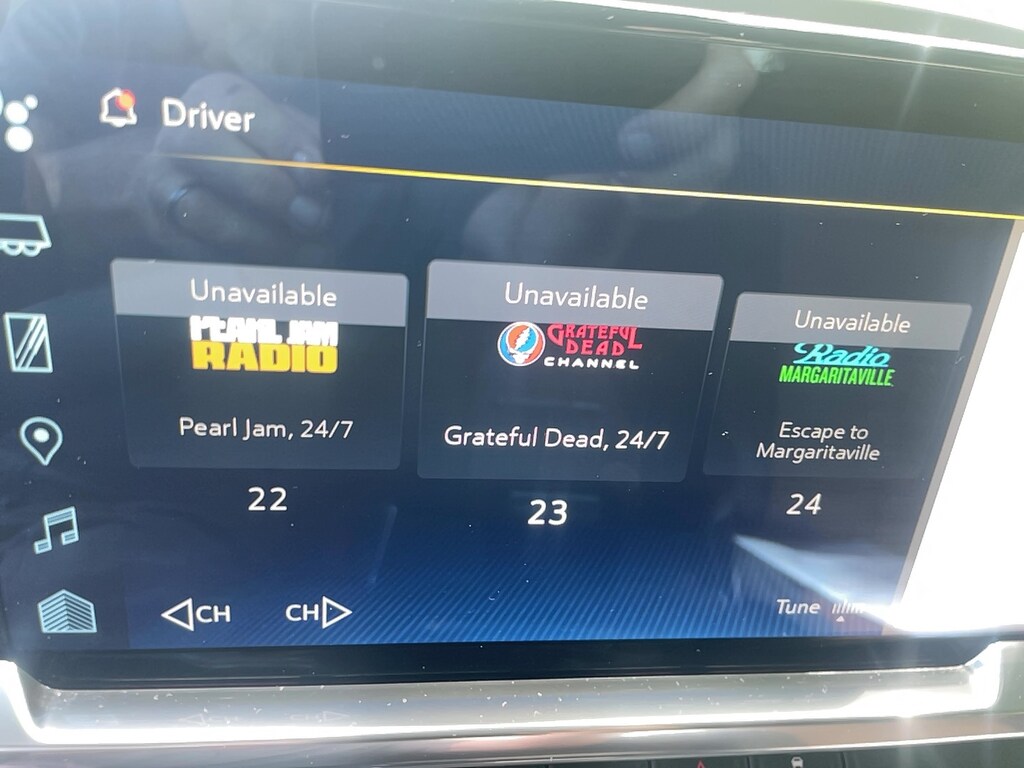 Driver
Unavailable
PEARL JAM
RADIO
Pearl Jam, 24/7
22
Unavailable
GRATEFUL
DEAD
CHANNEL
Grateful Dead, 24/7
23
Unavailable
Radio
MARGARITAVILLE
Escape to
Margaritaville
24
CH
CH
Tune